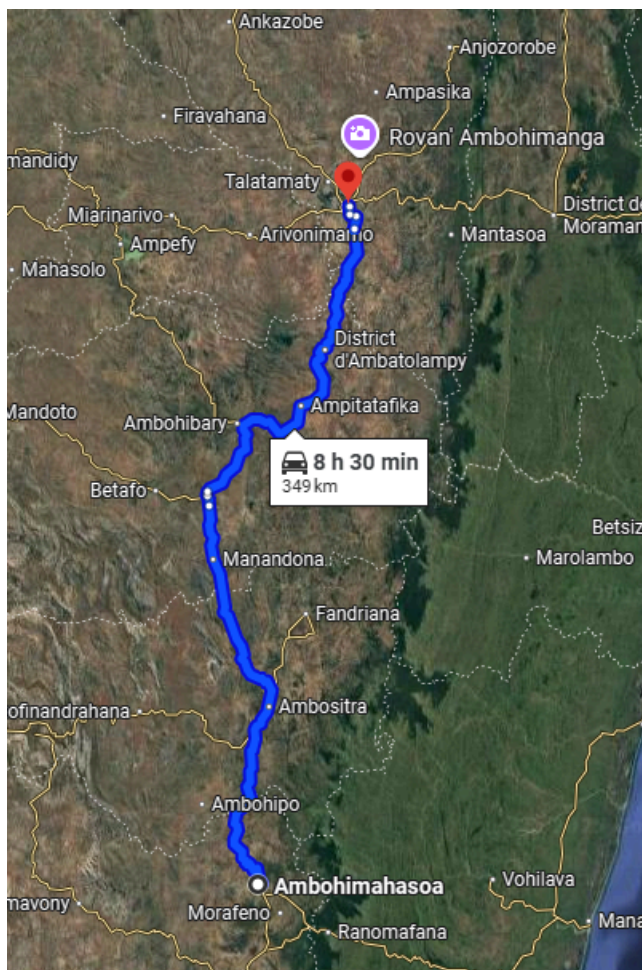 Ankazobe
Anjozorobe
Ampasika
Firavahana
Rovan' Ambohimanga
mandidy
Talatamaty
District de
Moraman
Miarinarivo
Arivonimamo
Mantasoa
Ampefy
Mahasolo
District
d'Ambatolampy
Mandoto
Ampitatafika
Ambohibary
8 h 30 min
349 km
Betafo
Betsiz
Manandona
Marolambo
Fandriana
ofinandrahana
Ambositra
Ambohipo
Ambohimahasoa
Vohilava
mavony
Morafeno
Mana
Ranomafana